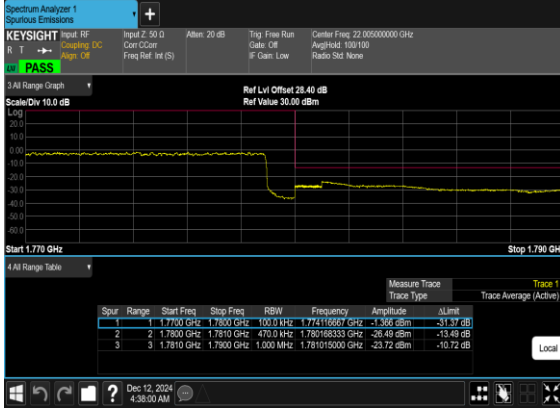 Spectrum Analyzer 1
Spurious Emissions
+
KEYSIGHT Input: RF Input Z: 50 Ω Atten: 20 dB Trig: Free Run Center Freq: 22.005000000 GHz
R T Coupling: DC Corr CCorr Gate: Off Avg|Hold: 100/100
Align: Off Freq Ref: Int (S) IF Gain: Low Radio Std: None
LXI PASS
3 All Range Graph
Ref Lvl Offset 28.40 dB
Scale/Div 10.0 dB Ref Value 30.00 dBm
Log
20.0
10.0
0.00
-10.0
-20.0
-30.0
-40.0
-50.0
-60.0
Start 1.770 GHz Stop 1.790 GH
4 All Range Table
Measure Trace Trace 1
Trace Type Trace Average (Active)
Spur Range Start Freq Stop Freq RBW Frequency Amplitude ΔLimit
1 1 1.7700 GHz 1.7800 GHz 100.0 kHz 1.774116667 GHz -1.366 dBm -31.37 dB
2 2 1.7800 GHz 1.7810 GHz 470.0 kHz 1.780168333 GHz -26.49 dBm -13.49 dB
3 3 1.7810 GHz 1.7900 GHz 1.000 MHz 1.781015000 GHz -23.72 dBm -10.72 dB
Local
? Dec 12, 2024
4:38:00 AM